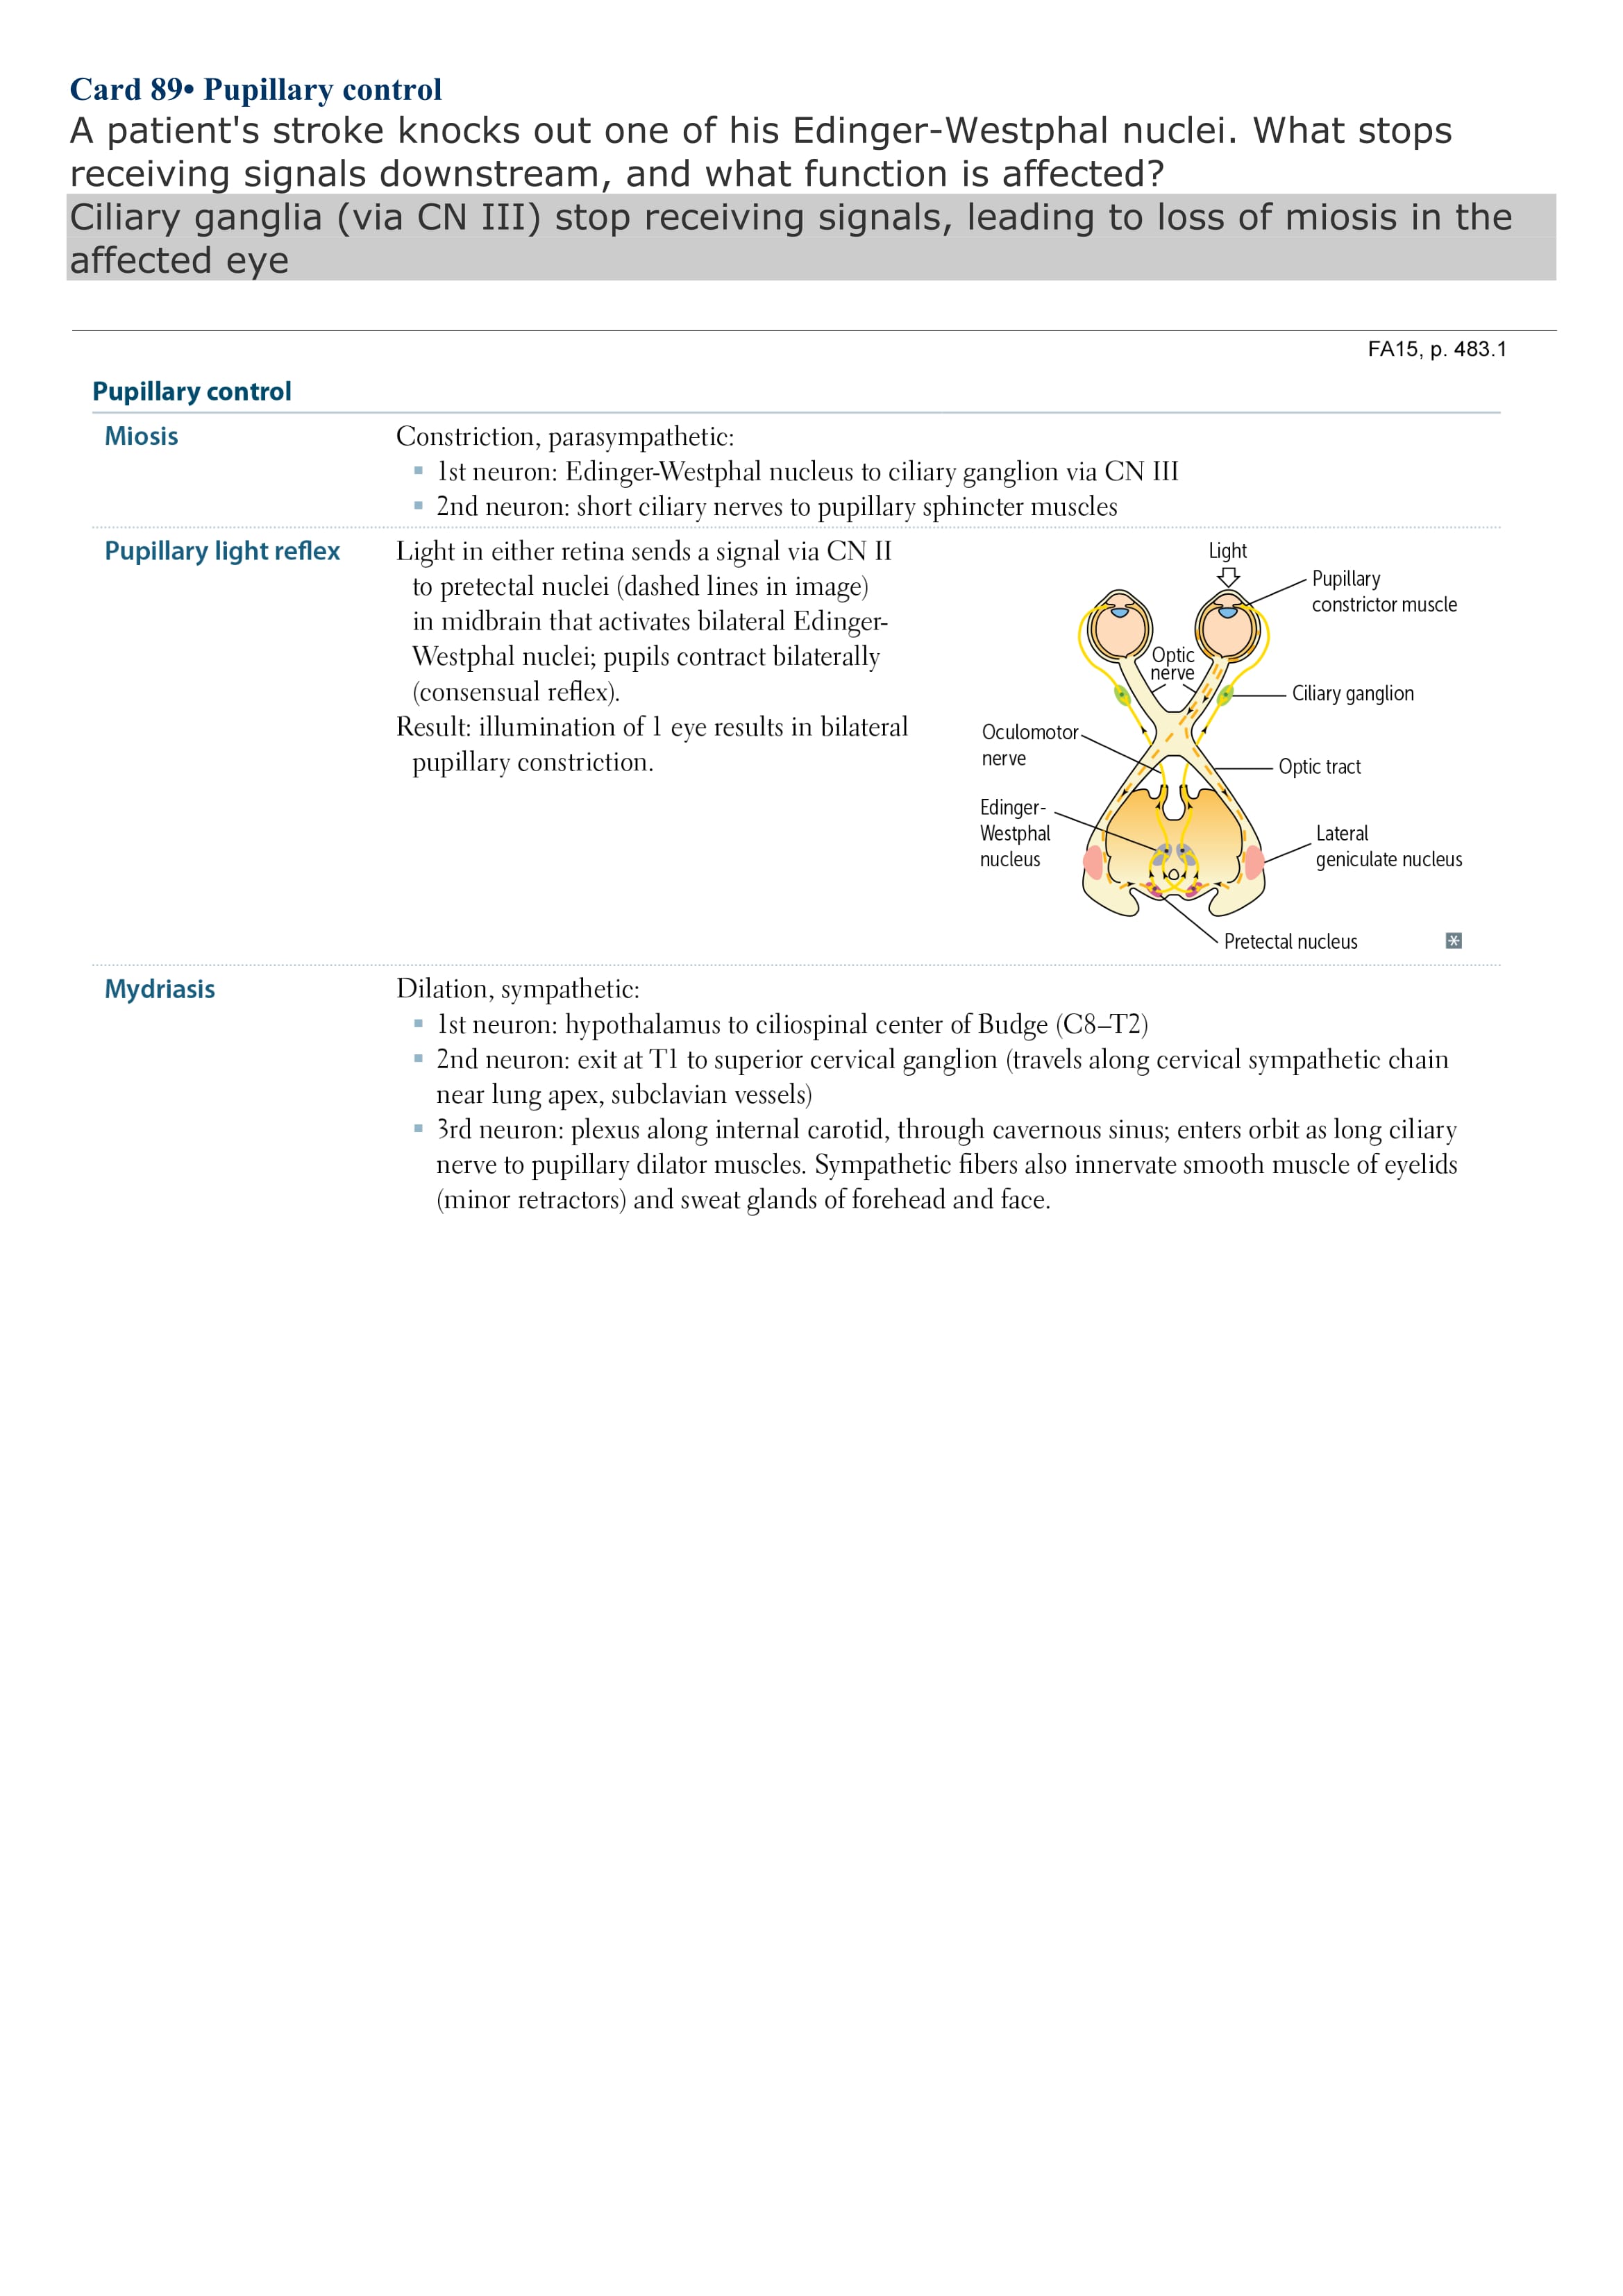 Card 89• Pupillary control
A patient's stroke knocks out one of his Edinger-Westphal nuclei. What stops
receiving signals downstream, and what function is affected?
Ciliary ganglia (via CN III) stop receiving signals, leading to loss of miosis in the
affected eye
FA15, p. 483.1
Pupillary control
Miosis
Constriction, parasympathetic:
▪ 1st neuron: Edinger-Westphal nucleus to ciliary ganglion via CN III
▪ 2nd neuron: short ciliary nerves to pupillary sphincter muscles
Pupillary light reflex
Light in either retina sends a signal via CN II
to pretectal nuclei (dashed lines in image)
in midbrain that activates bilateral Edinger-
Westphal nuclei; pupils contract bilaterally
(consensual reflex).
Result: illumination of 1 eye results in bilateral
pupillary constriction.
Light
Pupillary
constrictor muscle
Optic
nerve
Ciliary ganglion
Oculomotor
nerve
Optic tract
Edinger-
Westphal
nucleus
Lateral
geniculate nucleus
Pretectal nucleus
Mydriasis
Dilation, sympathetic:
▪ 1st neuron: hypothalamus to ciliospinal center of Budge (C8–T2)
▪ 2nd neuron: exit at T1 to superior cervical ganglion (travels along cervical sympathetic chain
near lung apex, subclavian vessels)
▪ 3rd neuron: plexus along internal carotid, through cavernous sinus; enters orbit as long ciliary
nerve to pupillary dilator muscles. Sympathetic fibers also innervate smooth muscle of eyelids
(minor retractors) and sweat glands of forehead and face.